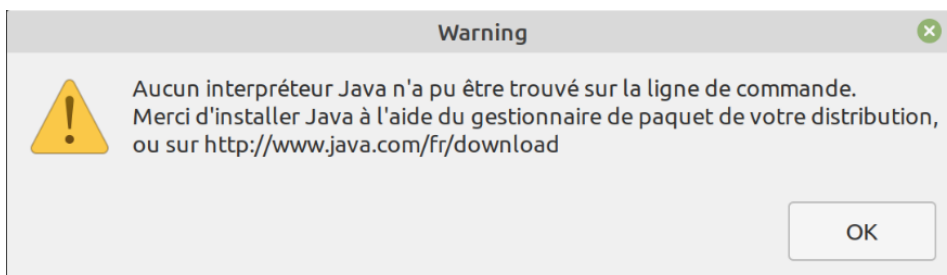 Warning
Aucun interpréteur Java n'a pu être trouvé sur la ligne de commande.
Merci d'installer Java à l'aide du gestionnaire de paquet de votre distribution,
ou sur http://www.java.com/fr/download
OK